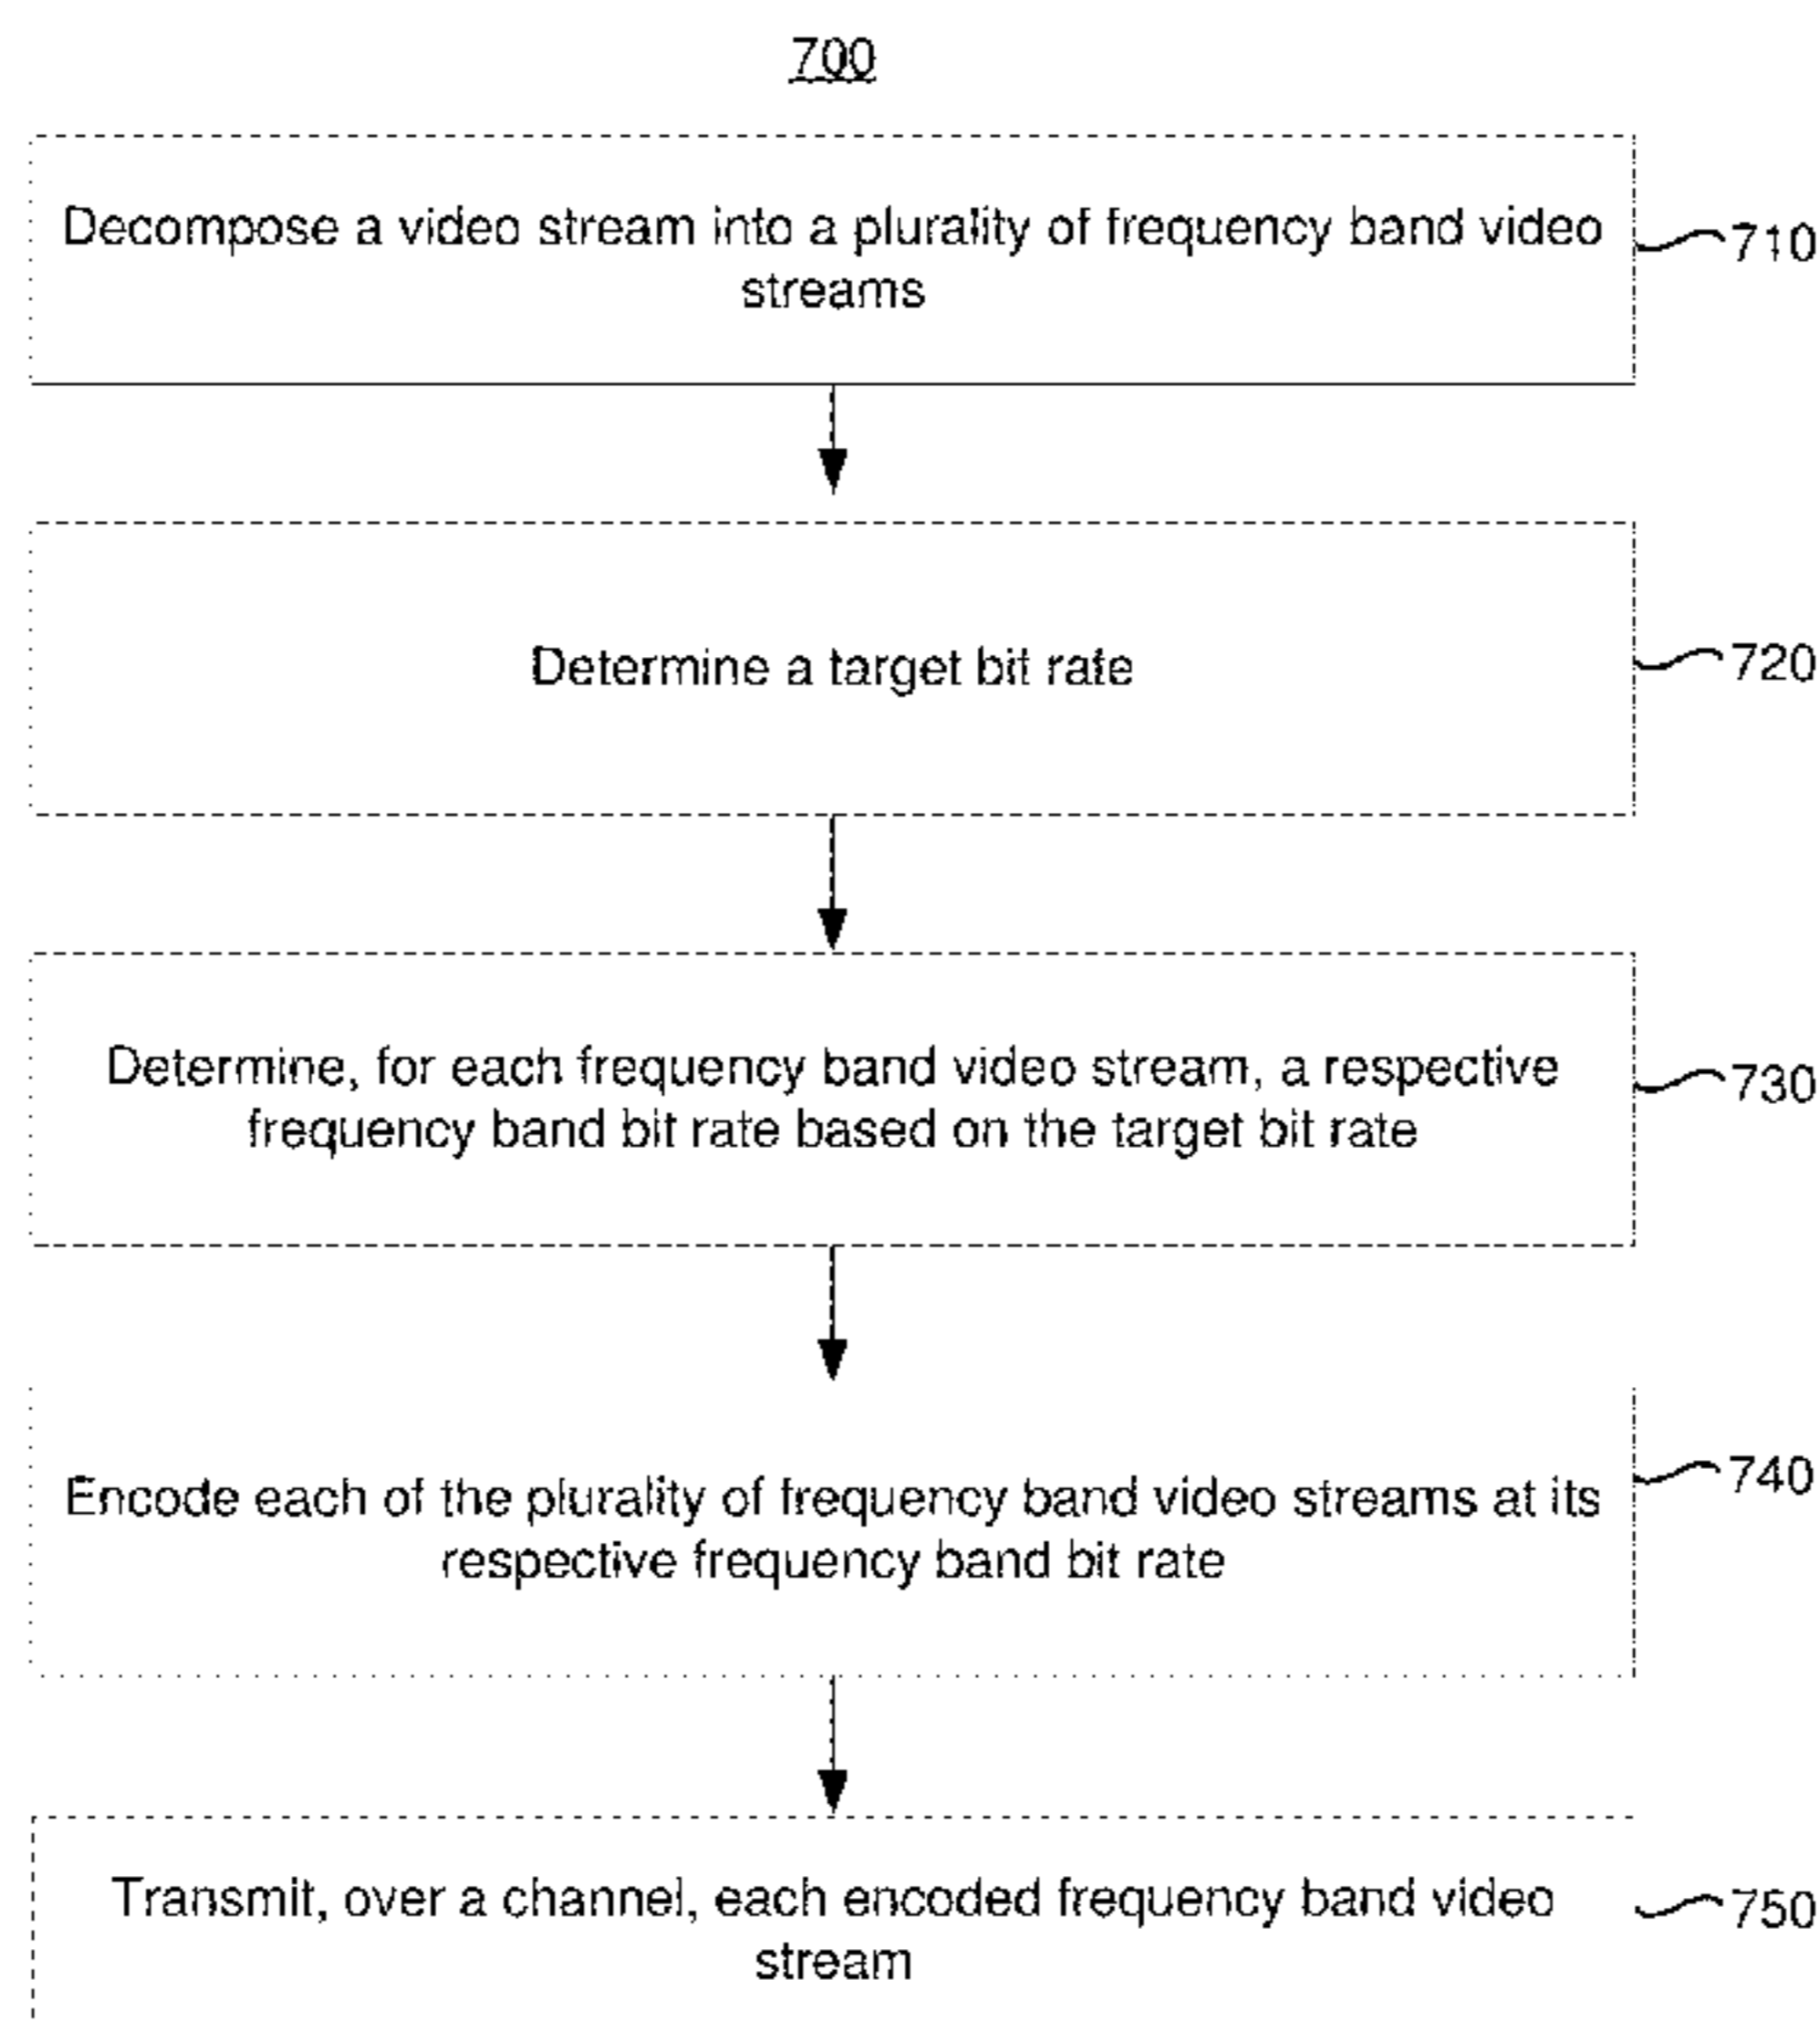 700
Decompose a video stream into a plurality of frequency band video
streams
710
Determine a target bit rate
720
Determine, for each frequency band video stream, a respective
frequency band bit rate based on the target bit rate
730
Encode each of the plurality of frequency band video streams at its
respective frequency band bit rate
740
Transmit, over a channel, each encoded frequency band video
stream
750